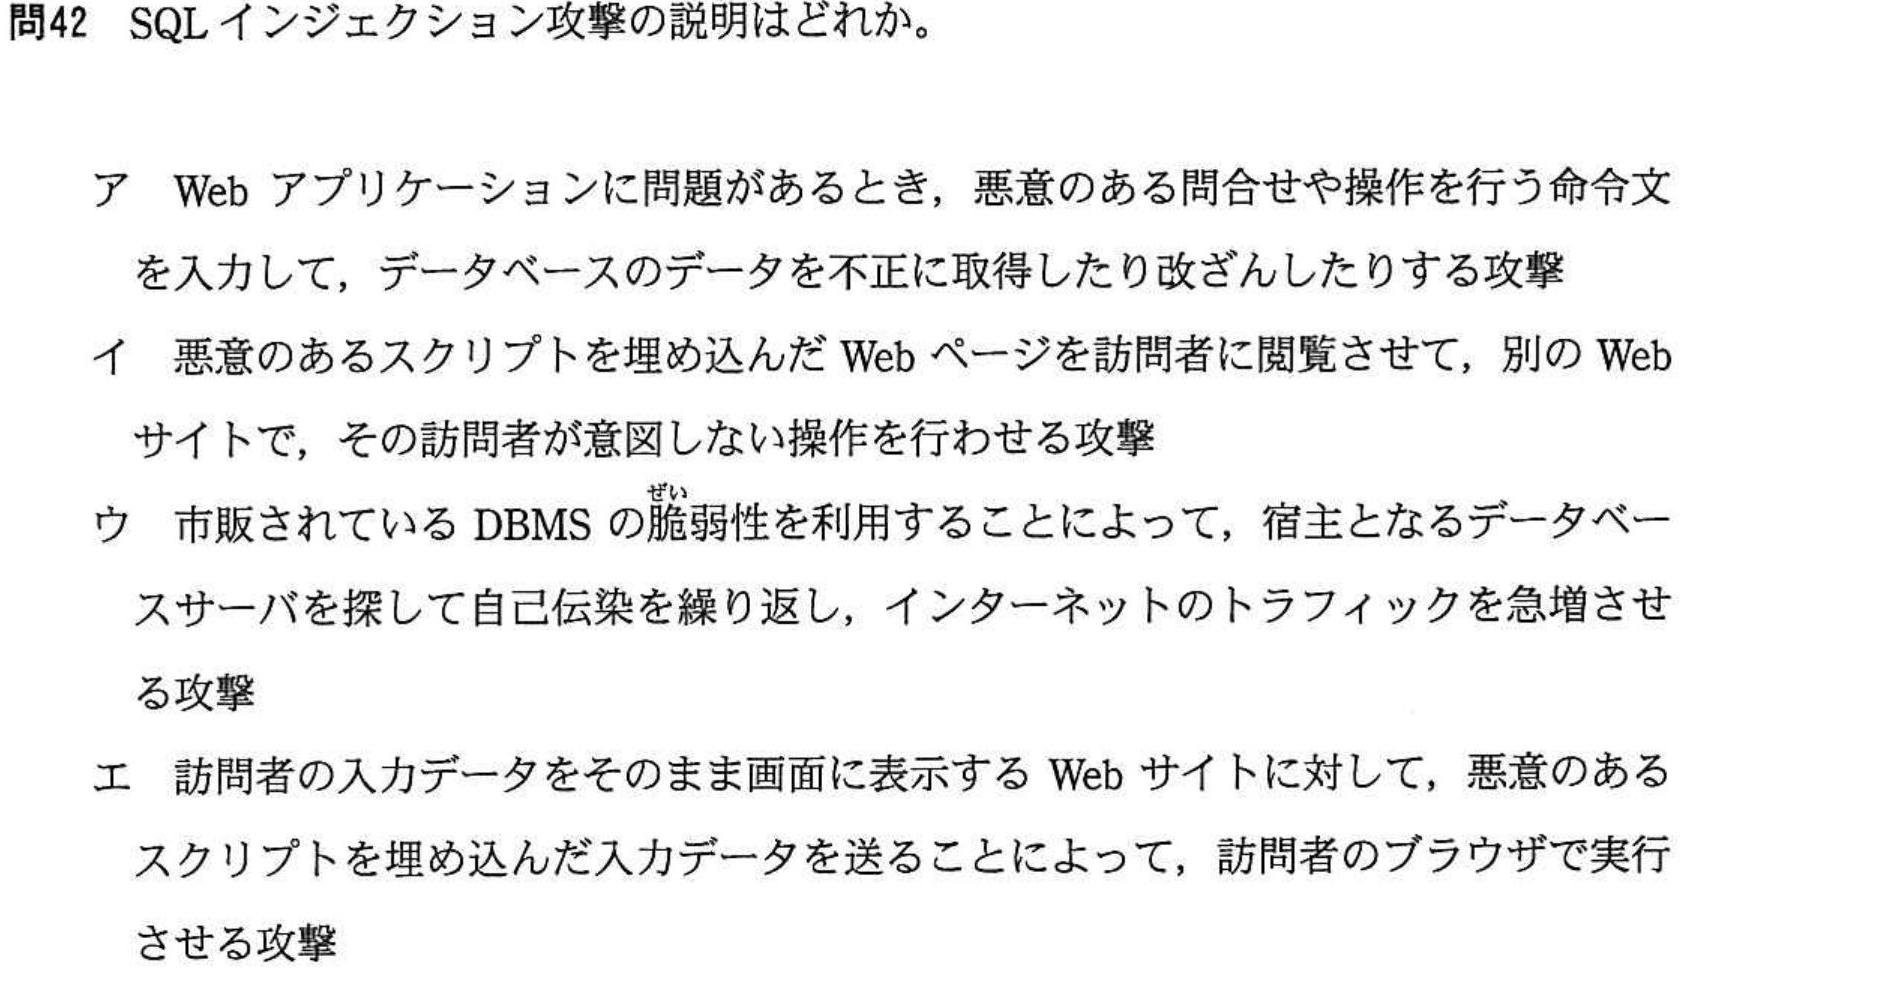 問42 SQL インジェクション攻撃の説明はどれか。
ア Web アプリケーションに問題があるとき，悪意のある問合せや操作を行う命令文
を入力して，データベースのデータを不正に取得したり改ざんしたりする攻撃
イ 悪意のあるスクリプトを埋め込んだ Web ページを訪問者に閲覧させて，別の Web
サイトで，その訪問者が意図しない操作を行わせる攻撃
ぜい
ウ 市販されている DBMS の脆弱性を利用することによって，宿主となるデータベー
スサーバを探して自己伝染を繰り返し，インターネットのトラフィックを急増させ
る攻撃
エ 訪問者の入力データをそのまま画面に表示する Web サイトに対して，悪意のある
スクリプトを埋め込んだ入力データを送ることによって，訪問者のブラウザで実行
させる攻撃